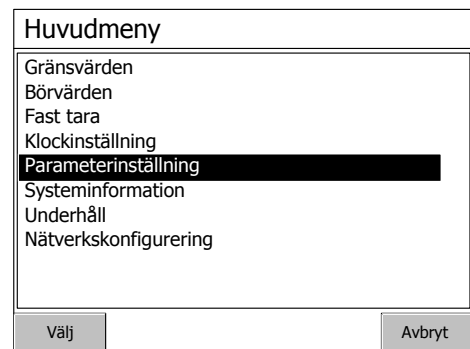 Huvudmeny
Gränsvärden
Börvärden
Fast tara
Klockinställning
Parameterinställning
Systeminformation
Underhåll
Nätverkskonfigurering
Välj
Avbryt